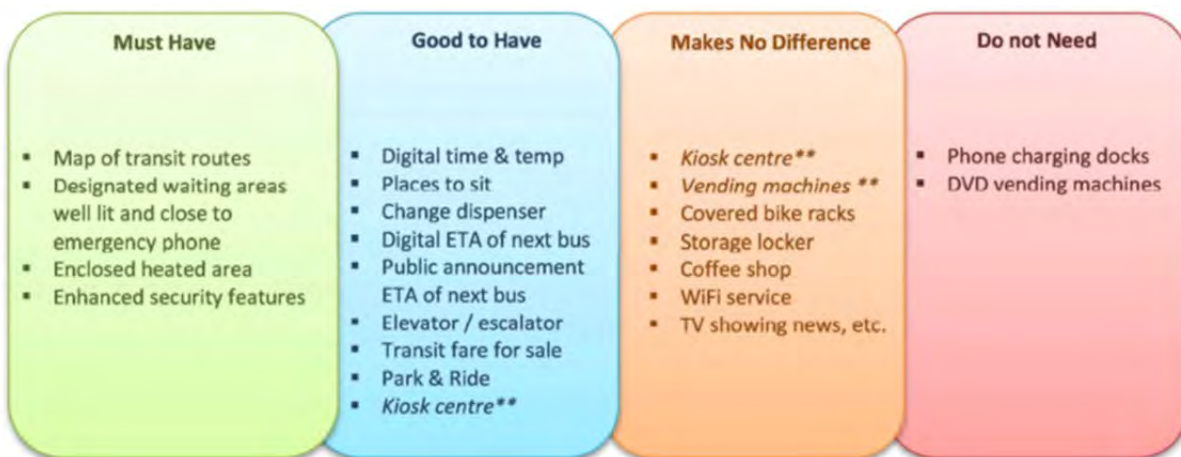 Must Have
▪ Map of transit routes
▪ Designated waiting areas
well lit and close to
emergency phone
▪ Enclosed heated area
▪ Enhanced security features
Good to Have
▪ Digital time & temp
▪ Places to sit
▪ Change dispenser
▪ Digital ETA of next bus
▪ Public announcement
ETA of next bus
▪ Elevator / escalator
▪ Transit fare for sale
▪ Park & Ride
▪ Kiosk centre**
Makes No Difference
▪ Kiosk centre**
▪ Vending machines **
▪ Covered bike racks
▪ Storage locker
▪ Coffee shop
▪ WiFi service
▪ TV showing news, etc.
Do not Need
▪ Phone charging docks
▪ DVD vending machines